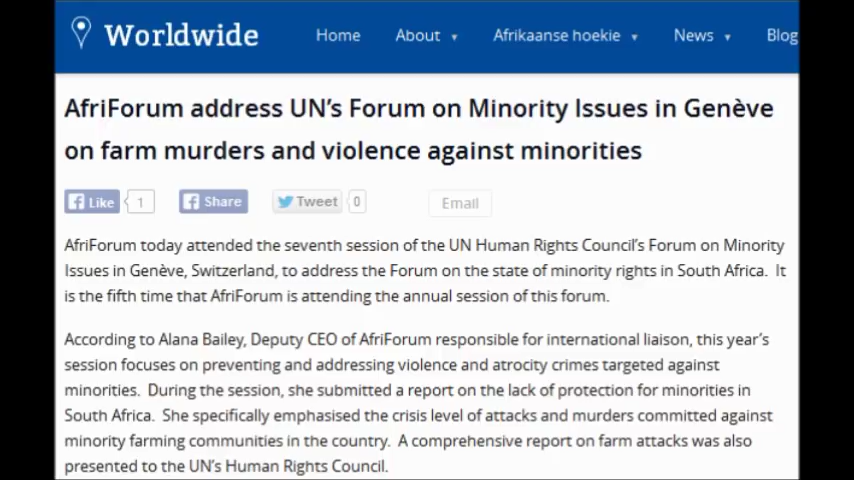 Worldwide
Home About Afrikaanse hoekie News Blog
AfriForum address UN's Forum on Minority Issues in Genève
on farm murders and violence against minorities
Like 1 Share Tweet 0 Email
AfriForum today attended the seventh session of the UN Human Rights Council's Forum on Minority
Issues in Genève, Switzerland, to address the Forum on the state of minority rights in South Africa. It
is the fifth time that AfriForum is attending the annual session of this forum.
According to Alana Bailey, Deputy CEO of AfriForum responsible for international liaison, this year's
session focuses on preventing and addressing violence and atrocity crimes targeted against
minorities. During the session, she submitted a report on the lack of protection for minorities in
South Africa. She specifically emphasised the crisis level of attacks and murders committed against
minority farming communities in the country. A comprehensive report on farm attacks was also
presented to the UN's Human Rights Council.